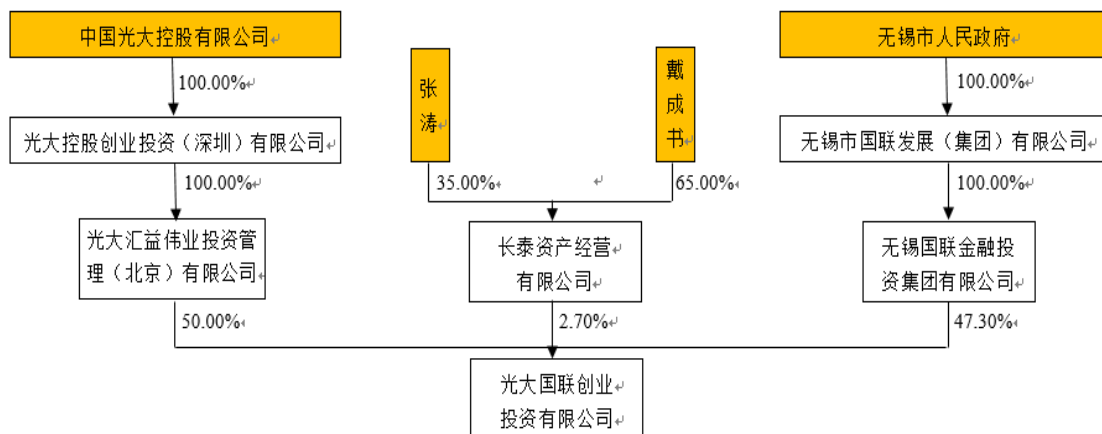 中国光大控股有限公司
无锡市人民政府
张
涛
戴
成
书
100.00%
100.00%
光大控股创业投资（深圳）有限公司
无锡市国联发展（集团）有限公司
100.00%
35.00%
65.00%
100.00%
光大汇益伟业投资管
理（北京）有限公司
长泰资产经营
有限公司
无锡国联金融投
资集团有限公司
50.00%
2.70%
47.30%
光大国联创业
投资有限公司